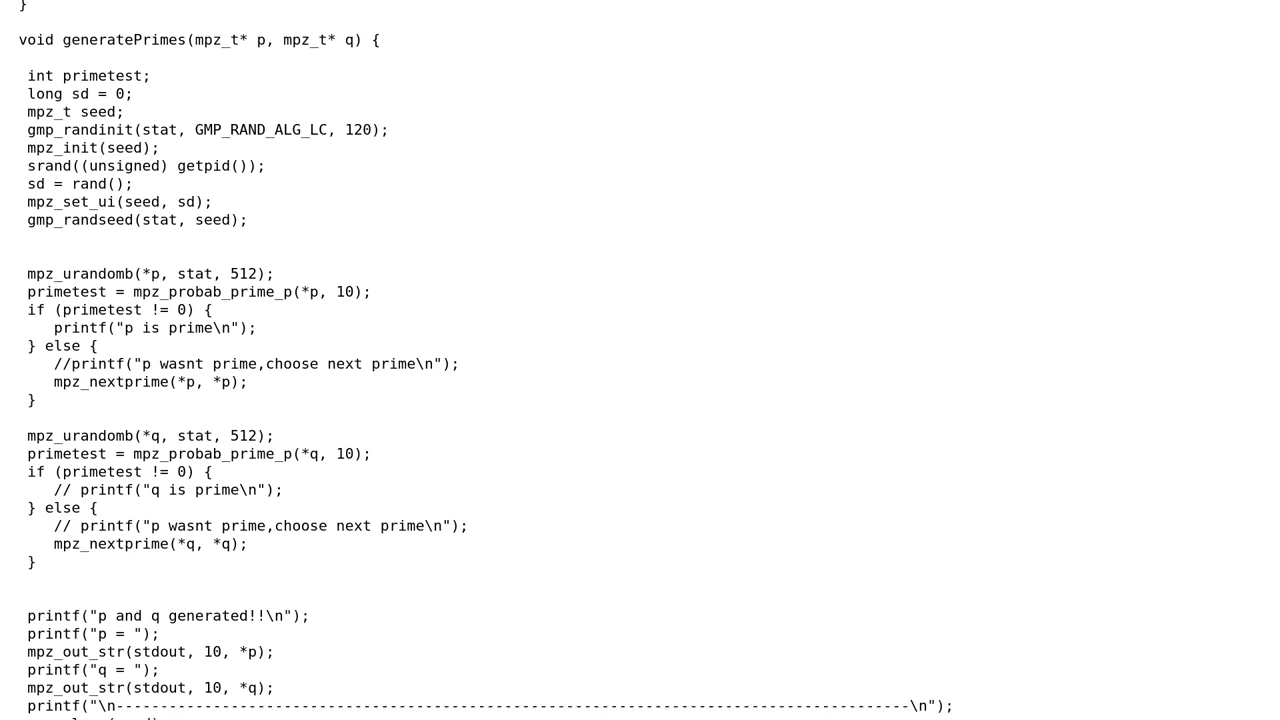 }
void generatePrimes(mpz_t* p, mpz_t* q) {
int primetest;
long sd = 0;
mpz_t seed;
gmp_randinit(stat, GMP_RAND_ALG_LC, 120);
mpz_init(seed);
srand((unsigned) getpid());
sd = rand();
mpz_set_ui(seed, sd);
gmp_randseed(stat, seed);
mpz_urandomb(*p, stat, 512);
primetest = mpz_probab_prime_p(*p, 10);
if (primetest != 0) {
printf("p is prime\n");
} else {
//printf("p wasnt prime,choose next prime\n");
mpz_nextprime(*p, *p);
}
mpz_urandomb(*q, stat, 512);
primetest = mpz_probab_prime_p(*q, 10);
if (primetest != 0) {
// printf("q is prime\n");
} else {
// printf("p wasnt prime,choose next prime\n");
mpz_nextprime(*q, *q);
}
printf("p and q generated!!\n");
printf("p = ");
mpz_out_str(stdout, 10, *p);
printf("q = ");
mpz_out_str(stdout, 10, *q);
printf("\n------------------------------------------------------------------------------------------\n");